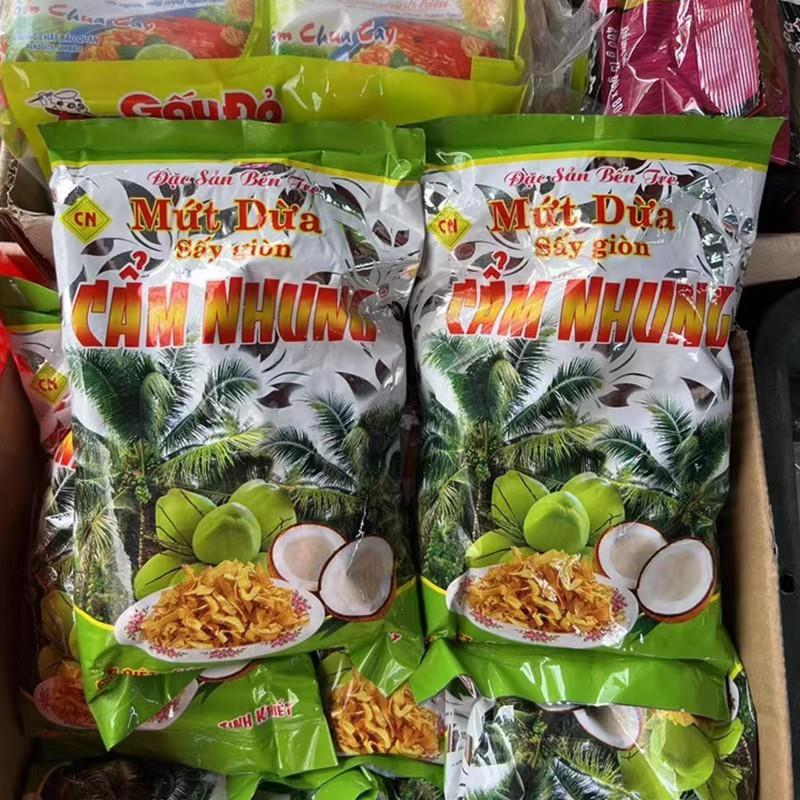 Chua Cay
Chua Cay
Gấu Đỏ
Đặc Sản Bến Tre
CN
Mứt Dừa
Sấy giòn
CẨM NHUNG
Đặc Sản Bến Tre
CN
Mứt Dừa
Sấy giòn
CẨM NHUNG
CN
TINH KHIẾT